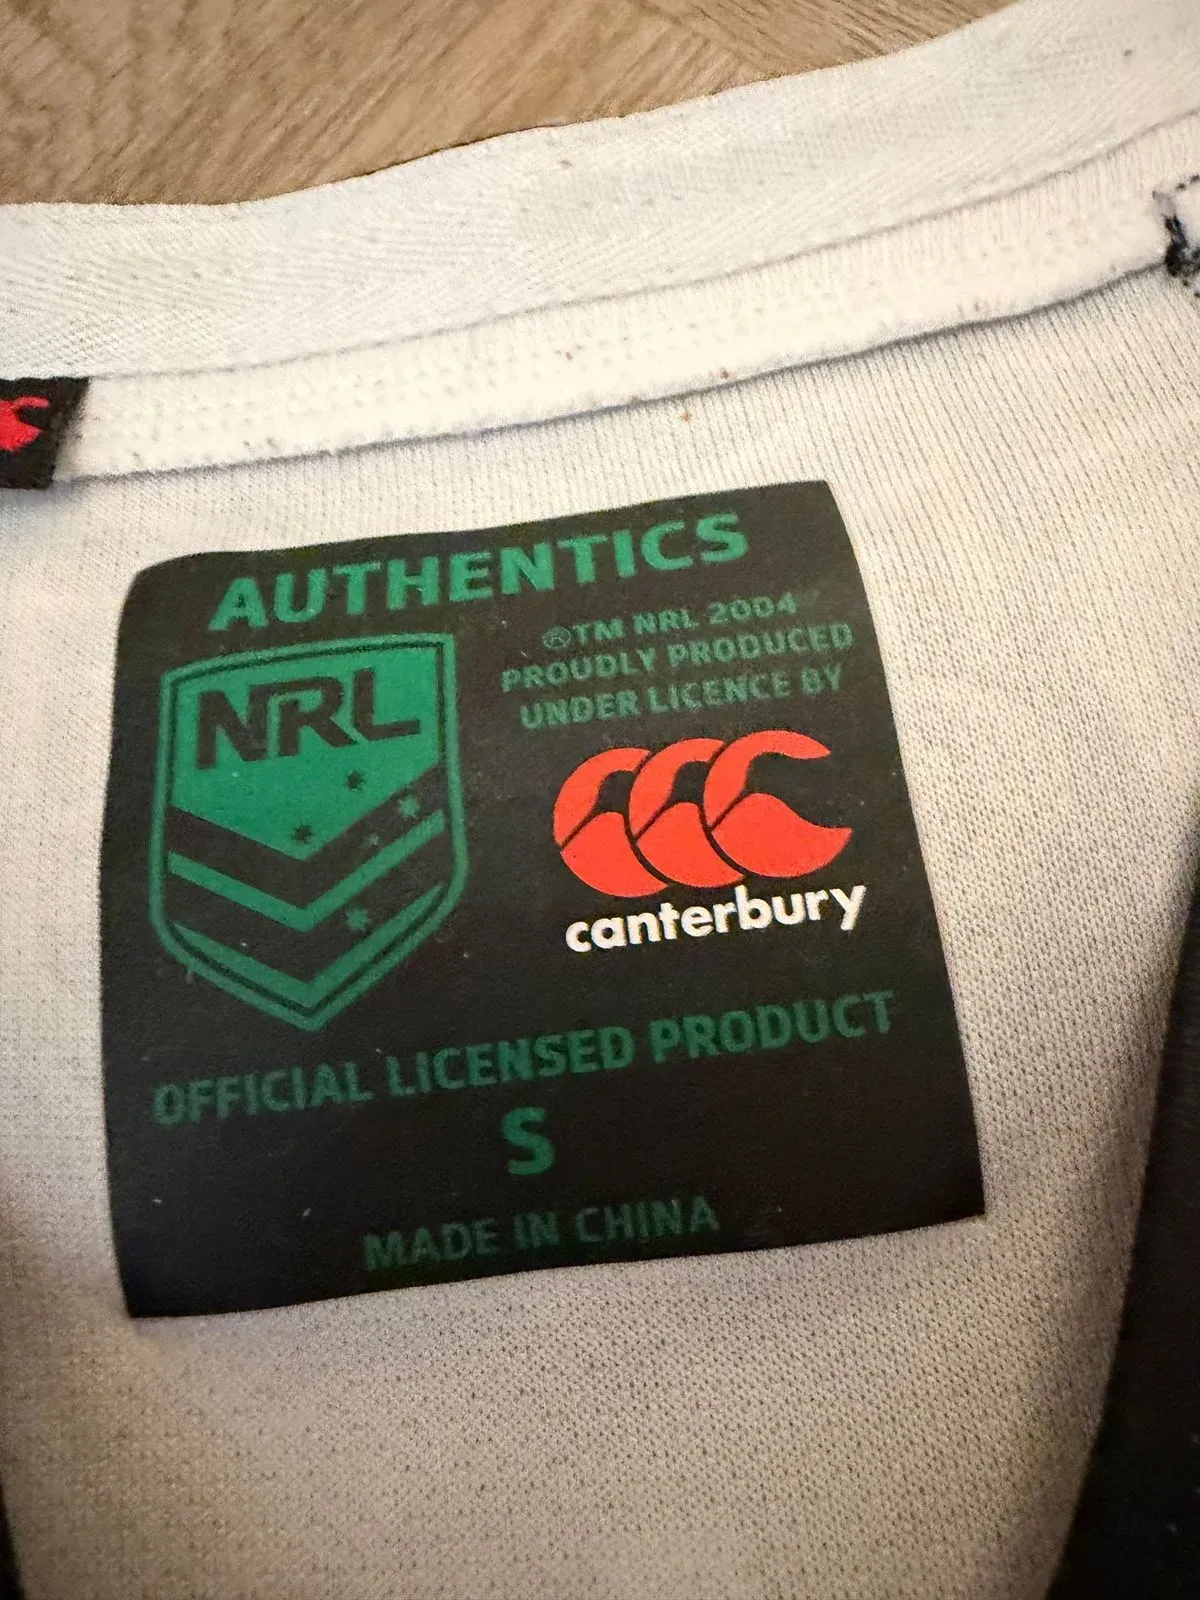 AUTHENTICS
NRL
®TM NRL 2004
PROUDLY PRODUCED
UNDER LICENCE BY
canterbury
OFFICIAL LICENSED PRODUCT
S
MADE IN CHINA